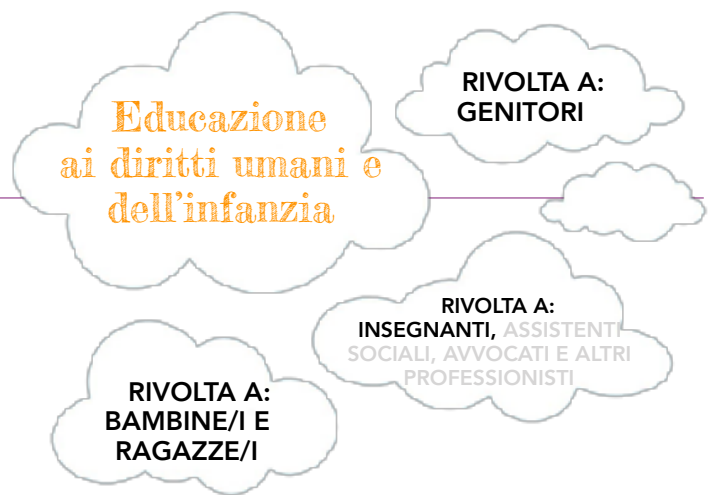 Educazione
ai diritti umani e
dell'infanzia
RIVOLTA A:
GENITORI
RIVOLTA A:
INSEGNANTI, ASSISTENTI
SOCIALI, AVVOCATI E ALTRI
PROFESSIONISTI
RIVOLTA A:
BAMBINE/I E
RAGAZZE/I